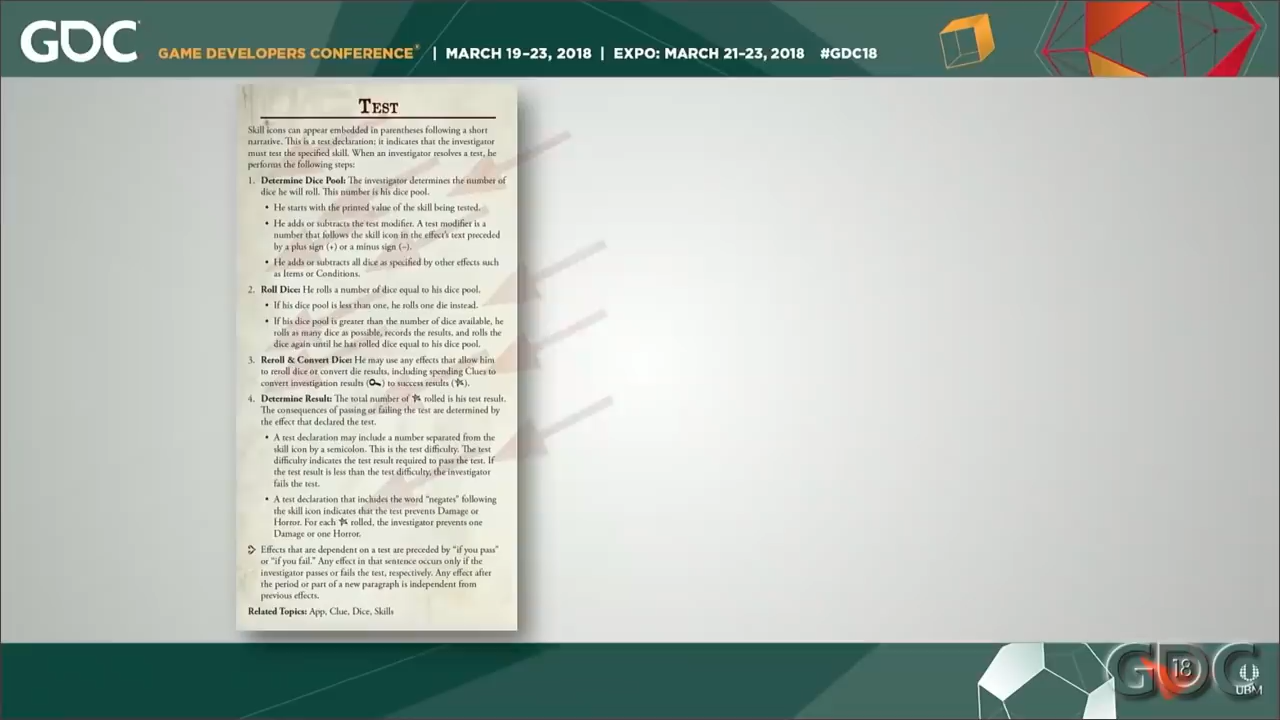 GDC
GAME DEVELOPERS CONFERENCE® | MARCH 19–23, 2018 | EXPO: MARCH 21–23, 2018 #GDC18
TEST
Skill icons can appear embedded in parentheses following a short
narrative. This is a test declaration; it indicates that the investigator
must test the specified skill. When an investigator resolves a test, he
performs the following steps:
1. Determine Dice Pool: The investigator determines the number of
dice he will roll. This number is his dice pool.
• He starts with the printed value of the skill being tested.
• He adds or subtracts the test modifier. A test modifier is a
number that follows the skill icon in the effect's text preceded
by a plus sign (+) or a minus sign (–).
• He adds or subtracts all dice as specified by other effects such
as Items or Conditions.
2. Roll Dice: He rolls a number of dice equal to his dice pool.
• If his dice pool is less than one, he rolls one die instead.
• If his dice pool is greater than the number of dice available, he
rolls as many dice as possible, records the results, and rolls the
dice again until he has rolled dice equal to his dice pool.
3. Reroll & Convert Dice: He may use any effects that allow him
to reroll dice or convert die results, including spending Clues to
convert investigation results ( ) to success results ( ).
4. Determine Result: The total number of rolled is his test result.
The consequences of passing or failing the test are determined by
the effect that declared the test.
• A test declaration may include a number separated from the
skill icon by a semicolon. This is the test difficulty. The test
difficulty indicates the test result required to pass the test. If
the test result is less than the test difficulty, the investigator
fails the test.
• A test declaration that includes the word "negates" following
the skill icon indicates that the test prevents Damage or
Horror. For each rolled, the investigator prevents one
Damage or one Horror.
Effects that are dependent on a test are preceded by "if you pass"
or "if you fail." Any effect in that sentence occurs only if the
investigator passes or fails the test, respectively. Any effect after
the period or part of a new paragraph is independent from
previous effects.
Related Topics: App, Clue, Dice, Skills
GDC
18
UBM